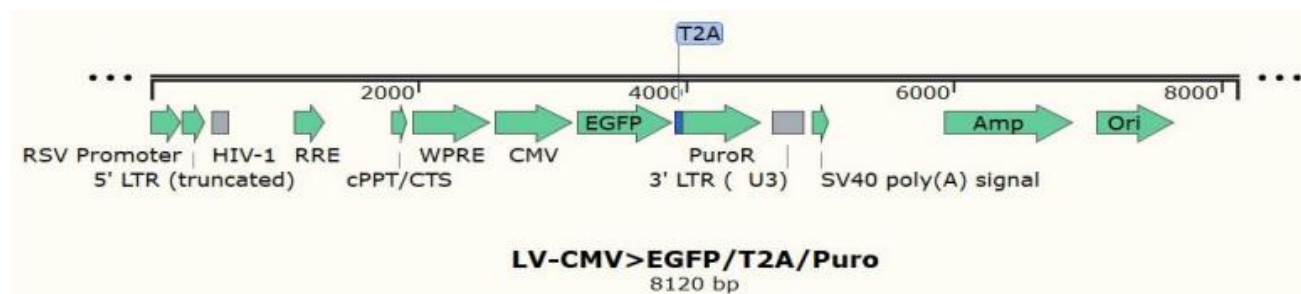 T2A
2000 4000 6000 8000
EGFP Amp Ori
RSV Promoter HIV-1 RRE WPRE CMV PuroR
5' LTR (truncated) cPPT/CTS 3' LTR ( U3) SV40 poly(A) signal
LV-CMV>EGFP/T2A/Puro
8120 bp